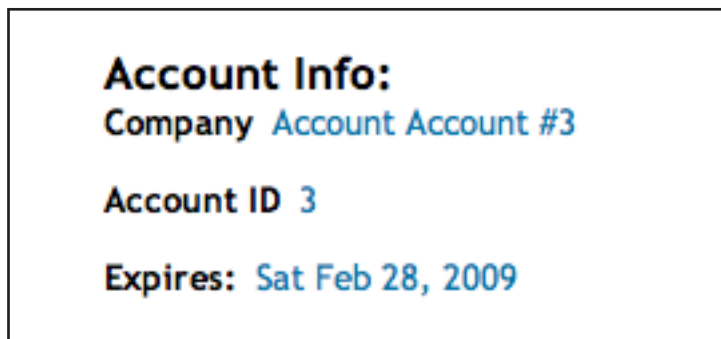 Account Info:
Company Account Account #3
Account ID 3
Expires: Sat Feb 28, 2009